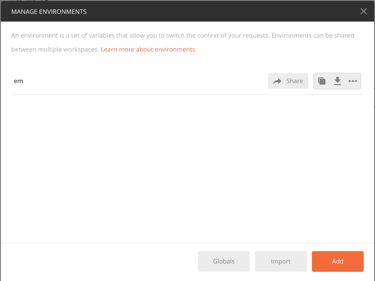 MANAGE ENVIRONMENTS
An environment is a set of variables that allow you to switch the context of your requests. Environments can be shared
between multiple workspaces. Learn more about environments
em
Share
Globals
Import
Add